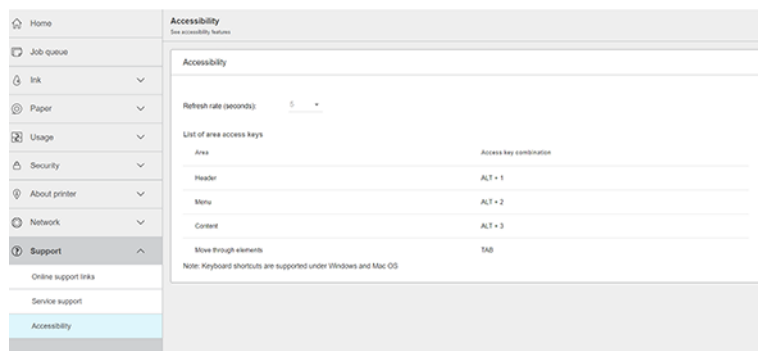 Home
Job queue
Ink
Paper
Usage
Security
About printer
Network
Support
Online support links
Service support
Accessibility
Accessibility
See accessibility features
Accessibility
Refresh rate (seconds): 5
List of area access keys
Area Access key combination
Header ALT + 1
Menu ALT + 2
Content ALT + 3
Move through elements TAB
Note: Keyboard shortcuts are supported under Windows and Mac OS